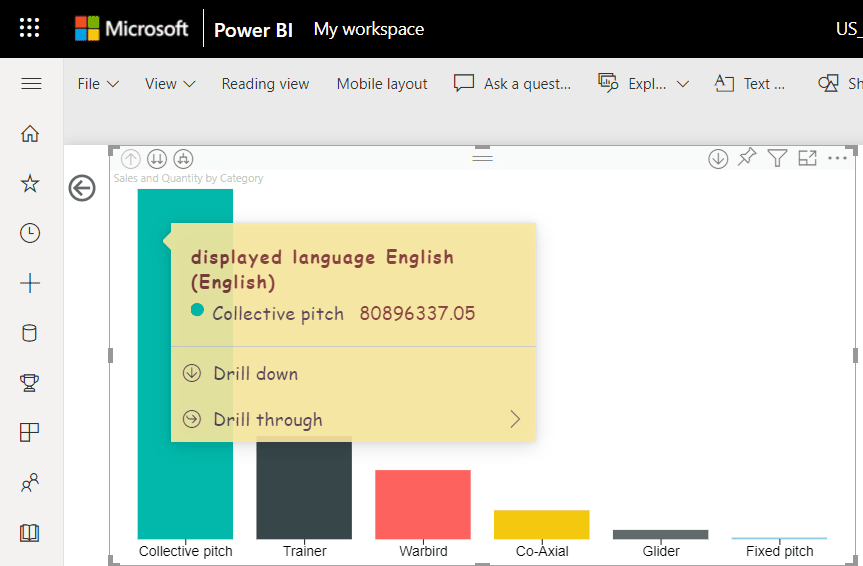 Microsoft Power BI My workspace US_
File View Reading view Mobile layout Ask a quest... Expl... Text ... Sh
Sales and Quantity by Category
displayed language English
(English)
Collective pitch 80896337.05
Drill down
Drill through
Collective pitch Trainer Warbird Co-Axial Glider Fixed pitch